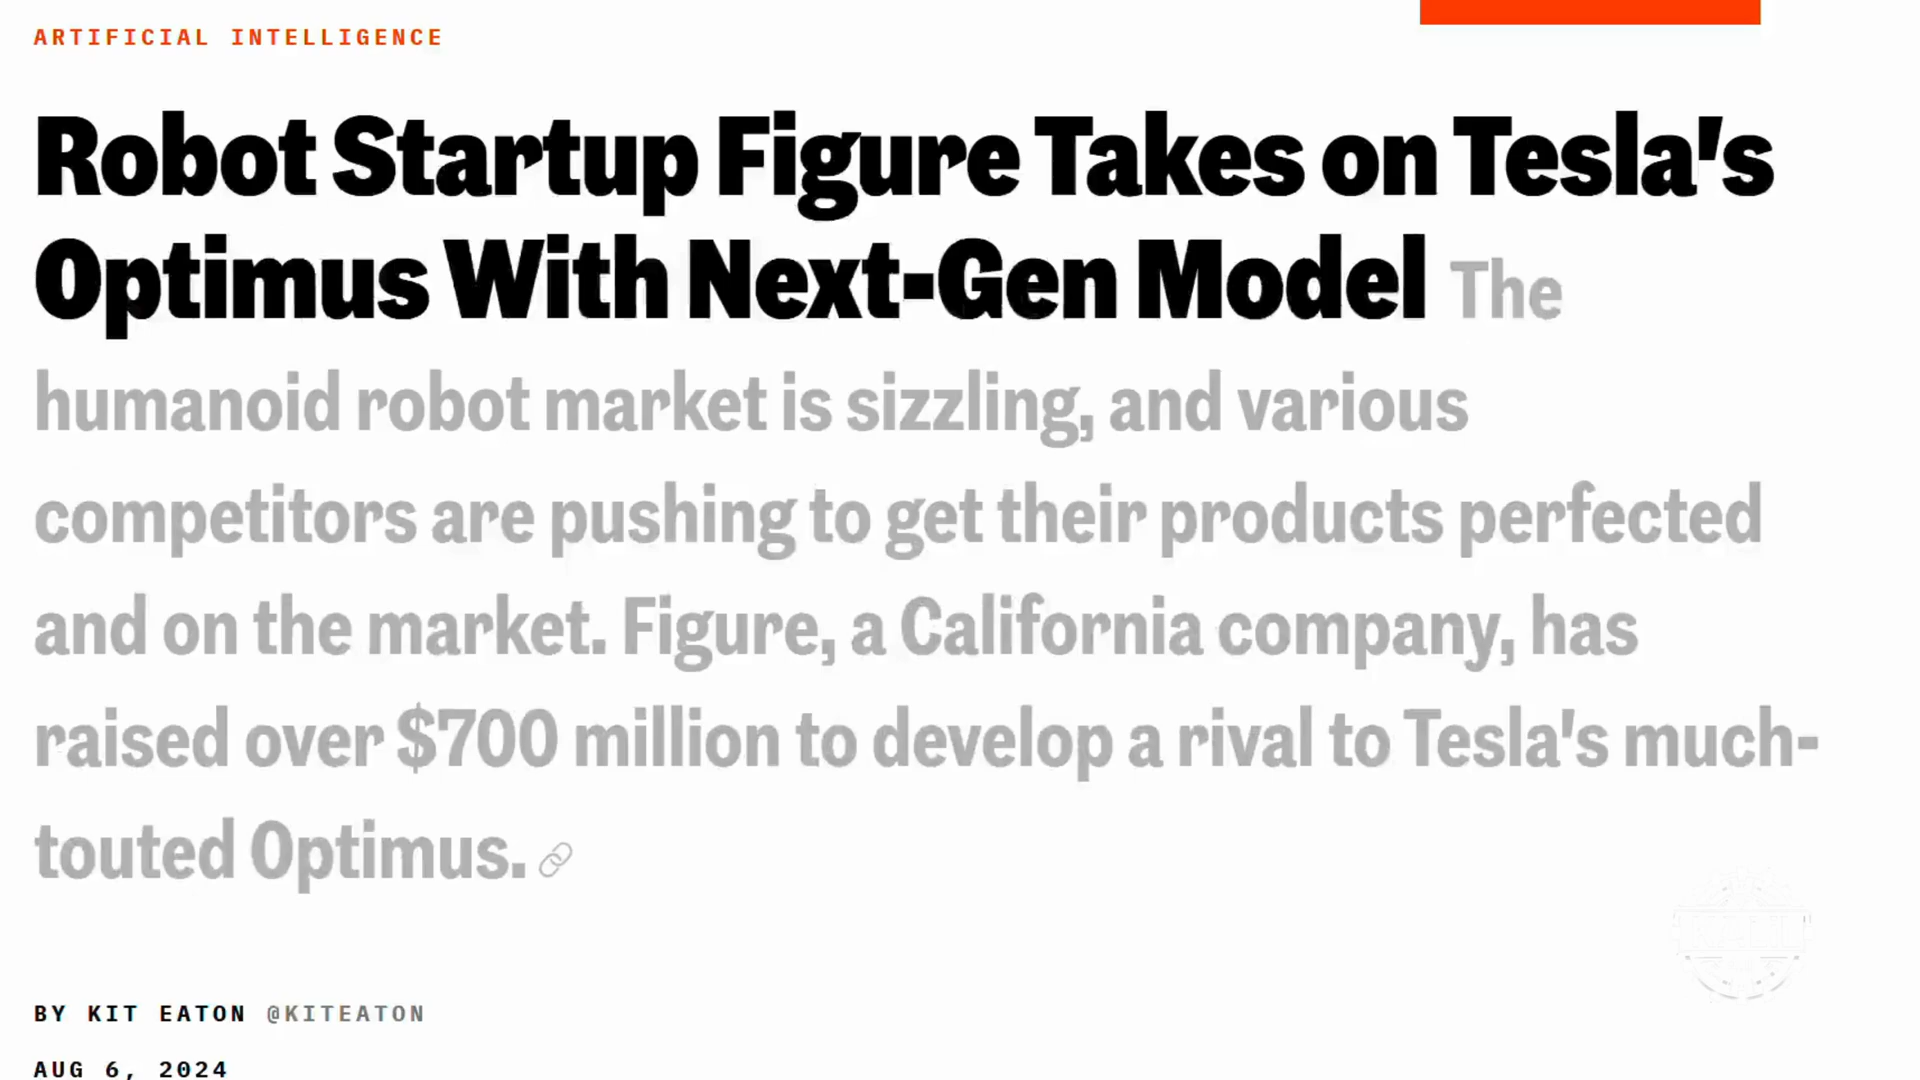 ARTIFICIAL INTELLIGENCE
Robot Startup Figure Takes on Tesla's
Optimus With Next-Gen Model The
humanoid robot market is sizzling, and various
competitors are pushing to get their products perfected
and on the market. Figure, a California company, has
raised over $700 million to develop a rival to Tesla's much-
touted Optimus.
BY KIT EATON @KITEATON
AUG 6, 2024